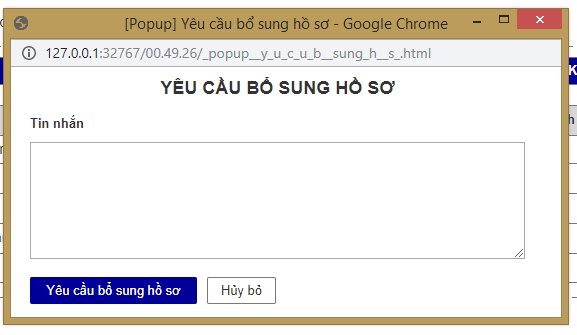 [Popup] Yêu cầu bổ sung hồ sơ - Google Chrome
127.0.0.1:32767/00.49.26/_popup__y_u_c_u_b__sung_h__s_.html
YÊU CẦU BỔ SUNG HỒ SƠ
Tin nhắn
Yêu cầu bổ sung hồ sơ
Hủy bỏ